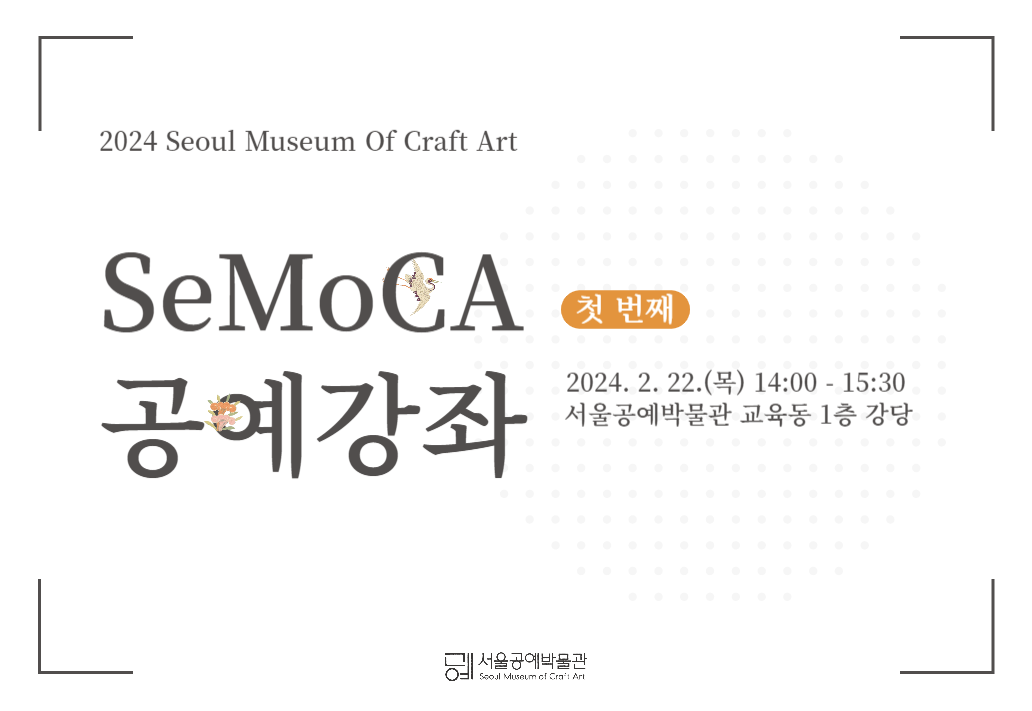 2024 Seoul Museum Of Craft Art
SeMoCA
공예강좌
첫 번째
2024. 2. 22.(목) 14:00 - 15:30
서울공예박물관 교육동 1층 강당
서울공예박물관
Seoul Museum of Craft Art